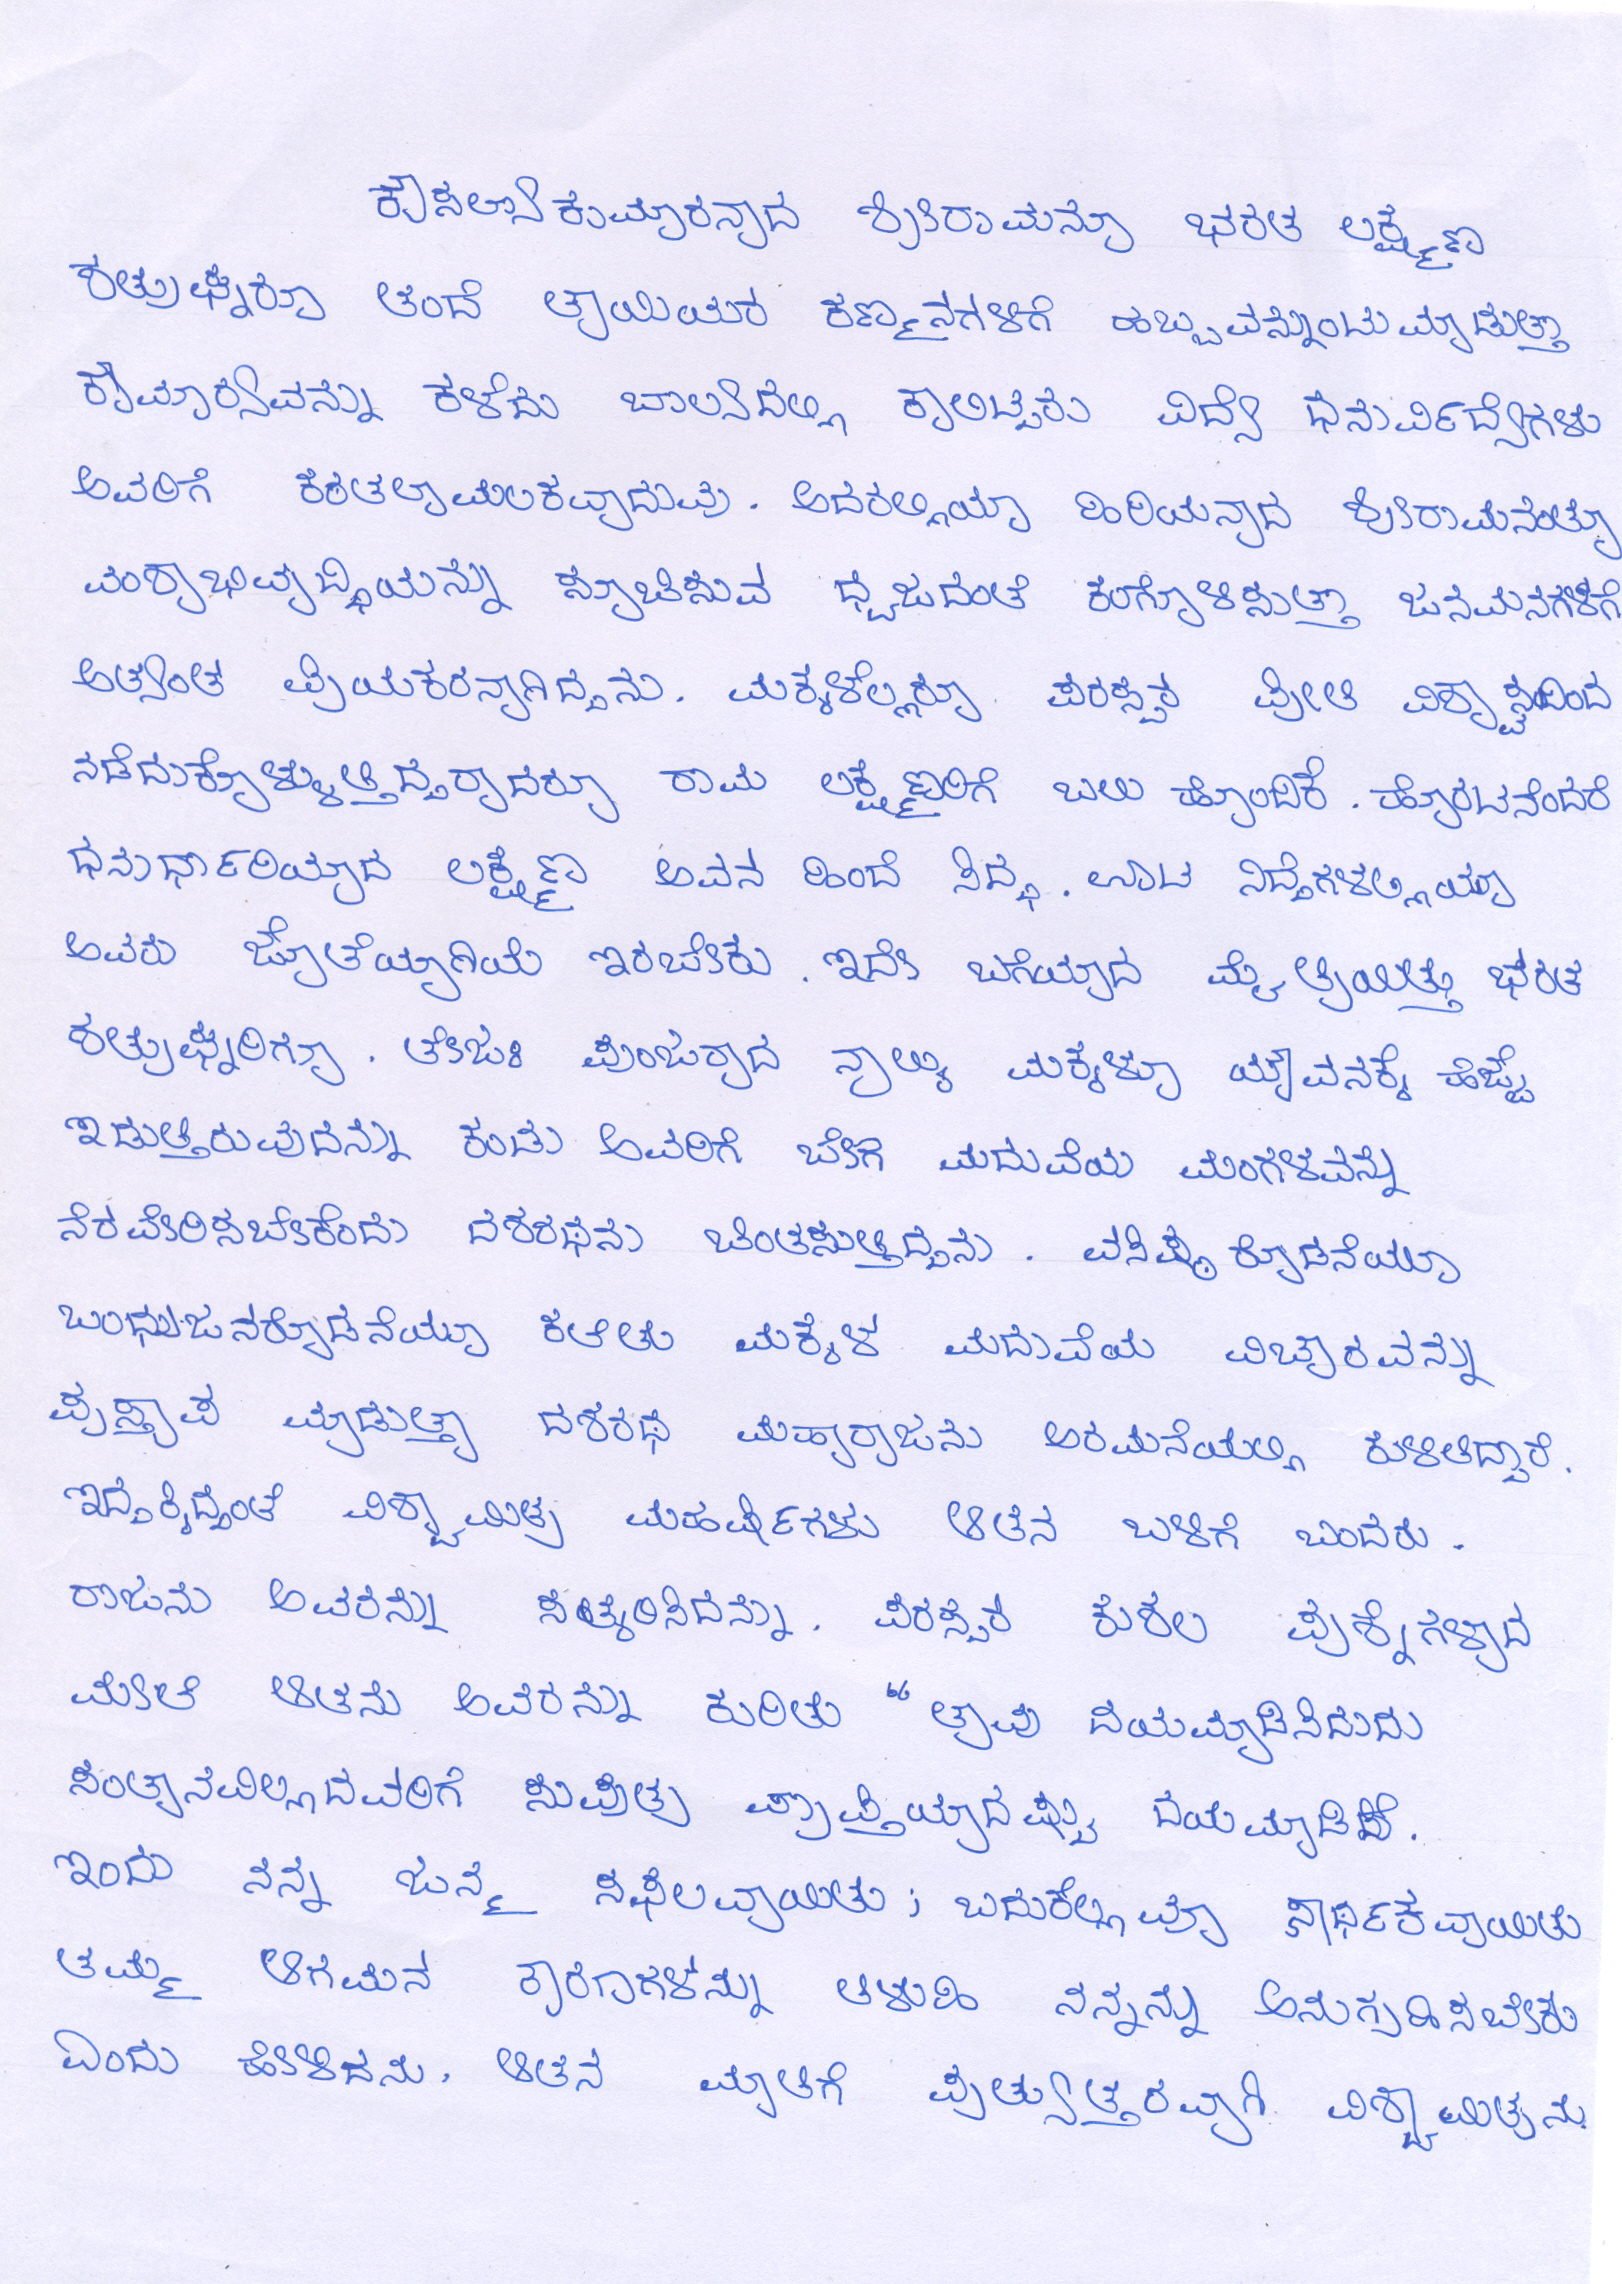 ಕೌಸಲ್ಯಾಕುಮಾರನಾದ ಶ್ರೀರಾಮನೂ ಭರತ ಲಕ್ಷ್ಮಣ
ಶತ್ರುಘ್ನರೂ ತಂದೆ ತಾಯಿಯರ ಕಣ್ಮನಗಳಿಗೆ ಹಬ್ಬವನ್ನುಂಟುಮಾಡುತ್ತಾ
ಕೌಮಾರ್ಯವನ್ನು ಕಳೆದು ಬಾಲ್ಯದಲ್ಲಿ ಕಾಲಿಟ್ಟರು ವಿದ್ಯೆ ಧನುರ್ವಿದ್ಯೆಗಳು
ಅವರಿಗೆ ಕರತಲಾಮಲಕವಾದುವು. ಅದರಲ್ಲಿಯೂ ಹಿರಿಯನಾದ ಶ್ರೀರಾಮನಂತೂ
ವಂಶಾಭಿವೃದ್ಧಿಯನ್ನು ಸೂಚಿಸುವ ಧ್ವಜದಂತೆ ಕಂಗೊಳಿಸುತ್ತಾ ಜನಮನಗಳಿಗೆ
ಅತ್ಯಂತ ಪ್ರಿಯಕರನಾಗಿದ್ದನು. ಮಕ್ಕಳೆಲ್ಲರೂ ಪರಸ್ಪರ ಪ್ರೀತಿ ವಿಶ್ವಾಸದಿಂದ
ನಡೆದುಕೊಳ್ಳುತ್ತಿದ್ದರಾದರೂ ರಾಮ ಲಕ್ಷ್ಮಣರಿಗೆ ಬಲು ಹೊಂದಿಕೆ. ಹೊರಟನೆಂದರೆ
ಧನುರ್ಧಾರಿಯಾದ ಲಕ್ಷ್ಮಣ ಅವನ ಹಿಂದೆ ಸಿದ್ಧ. ಊಟ ನಿದ್ದೆಗಳಲ್ಲಿಯೂ
ಅವರು ಜೊತೆಯಾಗಿಯೆ ಇರಬೇಕು. ಇದೇ ಬಗೆಯಾದ ಮೈತ್ರಿಯಿತ್ತು ಭರತ
ಶತ್ರುಘ್ನರಿಗೂ. ತೇಜಃ ಪುಂಜರಾದ ನಾಲ್ಕು ಮಕ್ಕಳೂ ಯೌವನಕ್ಕೆ ಹೆಜ್ಜೆ
ಇಡುತ್ತಿರುವುದನ್ನು ಕಂಡು ಅವರಿಗೆ ಬೇಗೆ ಮದುವೆಯ ಮಂಗಳವನ್ನು
ನೆರವೇರಿಸಬೇಕೆಂದು ದಶರಥನು ಚಿಂತಿಸುತ್ತಿದ್ದನು. ವಸಿಷ್ಠರೊಡನೆಯೂ
ಬಂಧುಜನರೊಡನೆಯೂ ಕಲೆತು ಮಕ್ಕಳ ಮದುವೆಯ ವಿಚಾರವನ್ನು
ಪ್ರಸ್ತಾಪ ಮಾಡುತ್ತಾ ದಶರಥ ಮಹಾರಾಜನು ಅರಮನೆಯಲ್ಲಿ ಕುಳಿತಿದ್ದಾರೆ.
ಇದ್ದಕ್ಕಿದ್ದಂತೆ ವಿಶ್ವಾಮಿತ್ರ ಮಹರ್ಷಿಗಳು ಆತನ ಬಳಿಗೆ ಬಂದರು.
ರಾಜನು ಅವರನ್ನು ಸತ್ಕರಿಸಿದನ್ನು. ಪರಸ್ಪರ ಕುಶಲ ಪ್ರಶ್ನೆಗಳಾದ
ಮೇಲೆ ಆತನು ಅವರನ್ನು ಕುರಿತು “ತಾವು ದಯಮಾಡಿಸಿದುದು
ಸಂತಾನವಿಲ್ಲದವರಿಗೆ ಸುಪುತ್ರ ಪ್ರಾಪ್ತಿಯಾದಷ್ಟು
ಇಂದು ನನ್ನ ಜನ್ಮ ಸಫಲವಾಯಿತು; ಬದುಕೆಲ್ಲವೂ ಸಾರ್ಥಕವಾಯಿತು
ತಮ್ಮ ಆಗಮನ ಕಾರಣಗಳನ್ನು ತಿಳುಹಿ ನನ್ನನ್ನು ಅನುಗ್ರಹಿಸಬೇಕು
ಏಂದು ಹೇಳಿದನು. ಆತನ ಮಾತಿಗೆ ಪ್ರತ್ಯುತ್ತರವಾಗಿ ವಿಶ್ವಾಮಿತ್ರನು